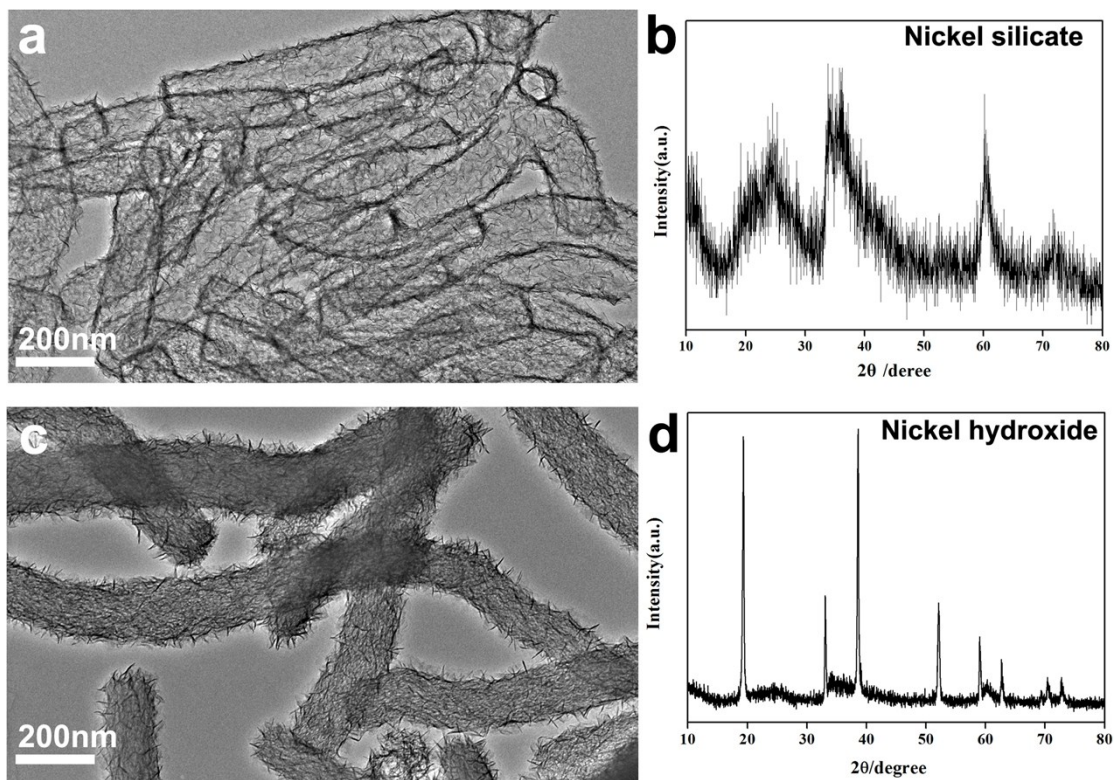 a
200nm
b
Nickel silicate
Intensity(a.u.)
10 20 30 40 50 60 70 80
2θ /deree
c
200nm
d
Nickel hydroxide
Intensity(a.u.)
10 20 30 40 50 60 70 80
2θ/degree